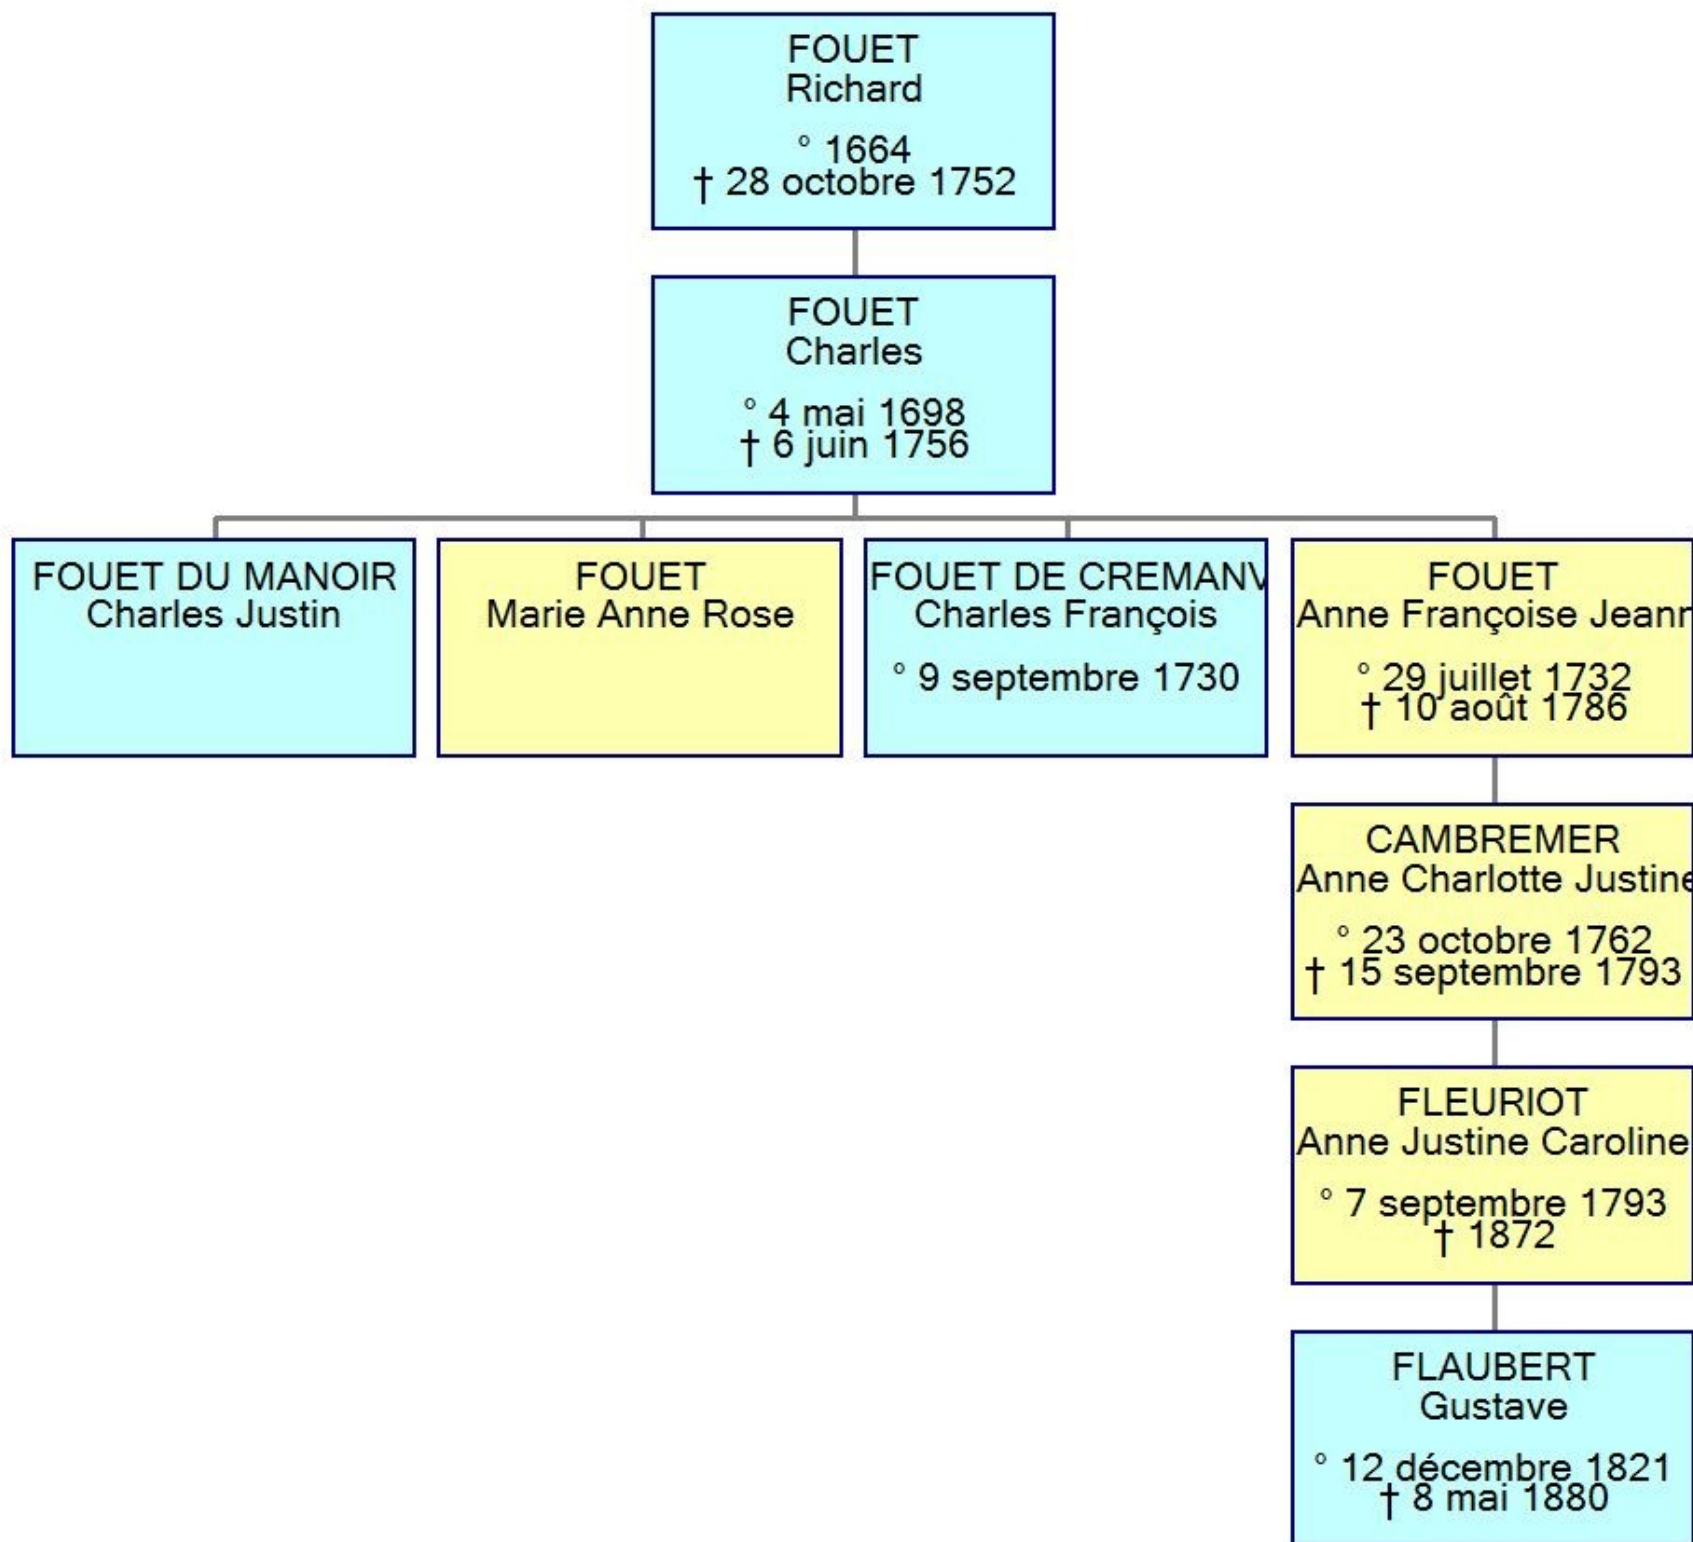 FOUET
Richard
° 1664
† 28 octobre 1752
FOUET
Charles
° 4 mai 1698
† 6 juin 1756
FOUET DU MANOIR
Charles Justin
FOUET
Marie Anne Rose
FOUET DE CREMANV
Charles François
° 9 septembre 1730
FOUET
Anne Françoise Jeann
° 29 juillet 1732
† 10 août 1786
CAMBREMER
Anne Charlotte Justine
° 23 octobre 1762
† 15 septembre 1793
FLEURIOT
Anne Justine Caroline
° 7 septembre 1793
† 1872
FLAUBERT
Gustave
° 12 décembre 1821
† 8 mai 1880